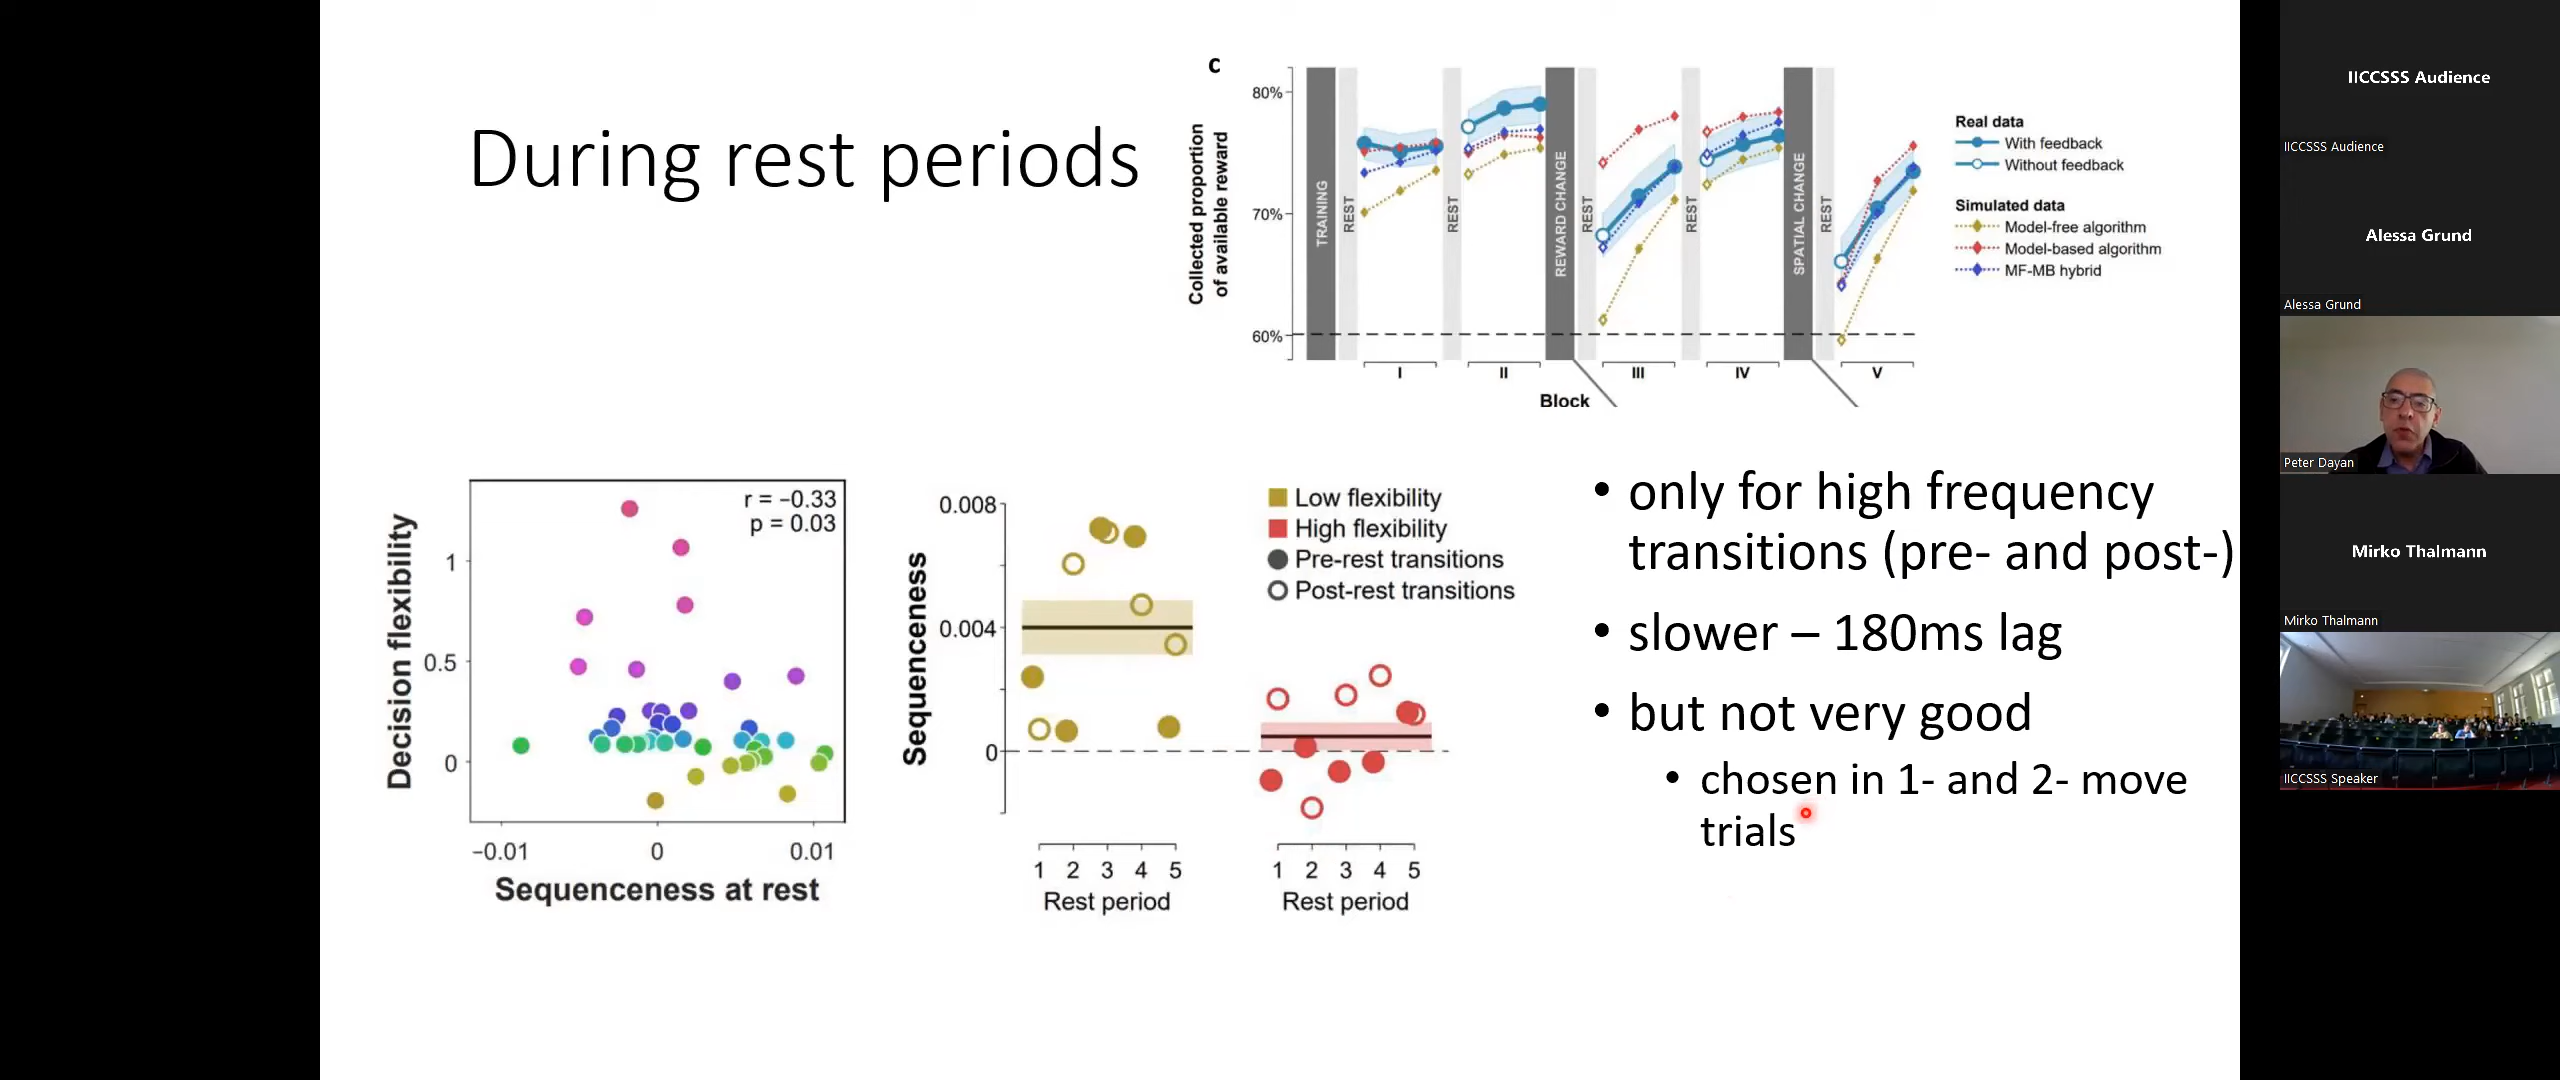 During rest periods
c
Collected proportion
of available reward
80%
70%
60%
TRAINING
REST
REST
REWARD CHANGE
REST
REST
SPATIAL CHANGE
REST
I
II
III
IV
V
Block
Real data
With feedback
Without feedback
Simulated data
Model-free algorithm
Model-based algorithm
MF-MB hybrid
Decision flexibility
r = −0.33
p = 0.03
1
0.5
0
−0.01
0
0.01
Sequenceness at rest
Sequenceness
0.008
0.004
0
Low flexibility
High flexibility
Pre-rest transitions
Post-rest transitions
1 2 3 4 5
Rest period
1 2 3 4 5
Rest period
• only for high frequency
transitions (pre- and post-)
• slower – 180ms lag
• but not very good
• chosen in 1- and 2- move
trials
IICCSSS Audience
IICCSSS Audience
Alessa Grund
Alessa Grund
Peter Dayan
Mirko Thalmann
Mirko Thalmann
IICCSSS Speaker